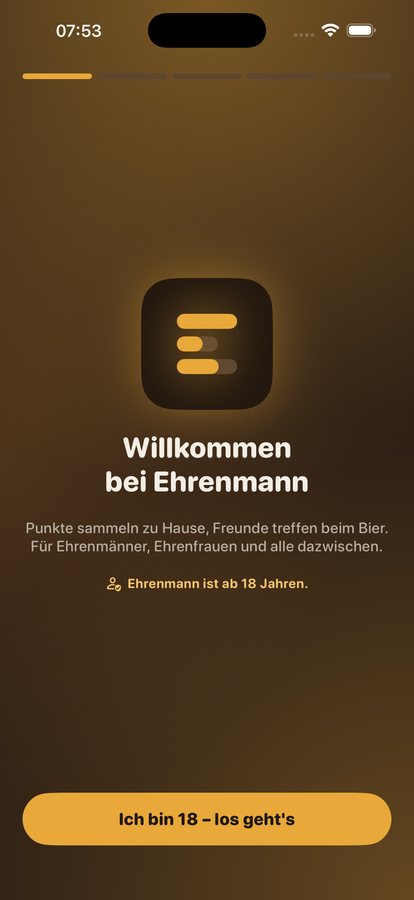 07:53
Willkommen
bei Ehrenmann
Punkte sammeln zu Hause, Freunde treffen beim Bier.
Für Ehrenmänner, Ehrenfrauen und alle dazwischen.
Ehrenmann ist ab 18 Jahren.
Ich bin 18 – los geht's